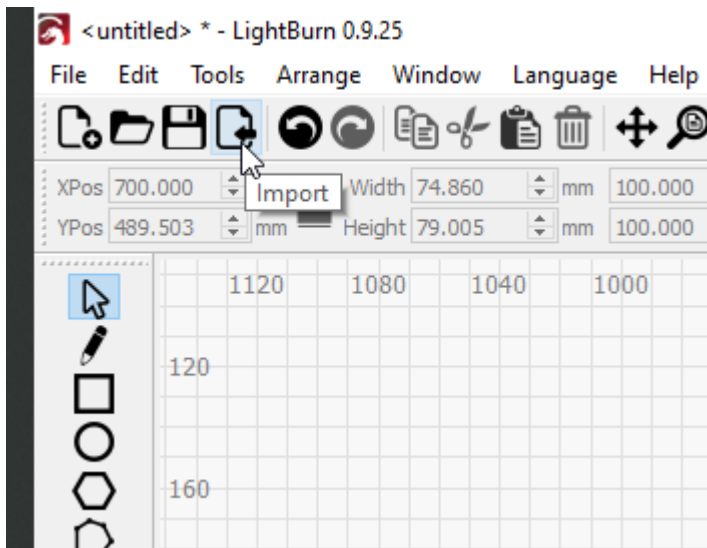 <untitled> * - LightBurn 0.9.25
File Edit Tools Arrange Window Language Help
Import
XPos 700.000 Width 74.860 mm 100.000
YPos 489.503 mm Height 79.005 mm 100.000
1120 1080 1040 1000
120
160